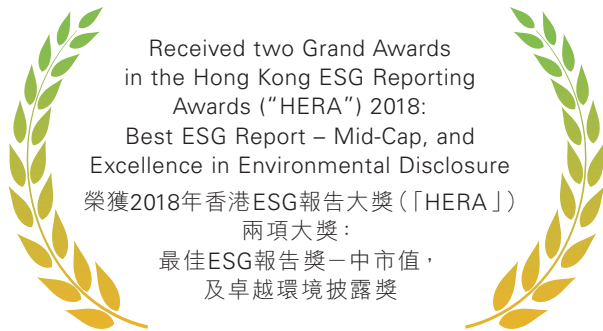 Received two Grand Awards
in the Hong Kong ESG Reporting
Awards (“HERA”) 2018:
Best ESG Report – Mid-Cap, and
Excellence in Environmental Disclosure
榮獲2018年香港ESG報告大獎（「HERA」）
兩項大獎：
最佳ESG報告獎－中市值，
及卓越環境披露獎